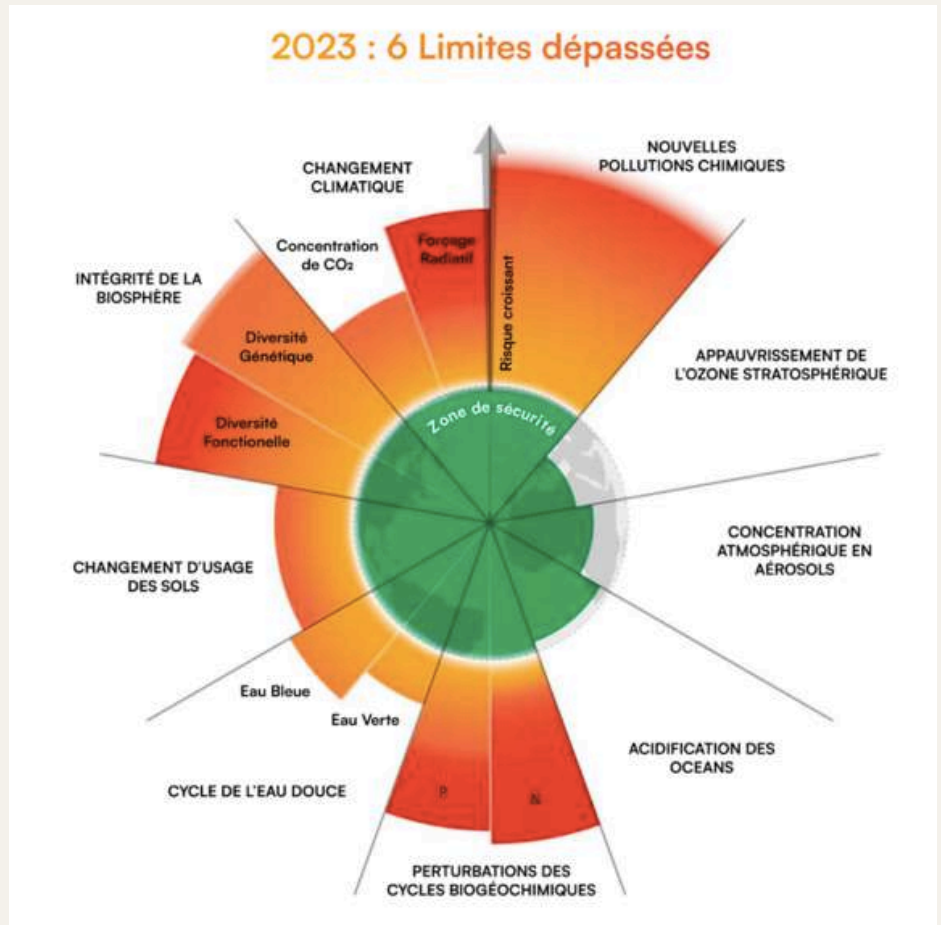 2023 : 6 Limites dépassées
NOUVELLES
POLLUTIONS CHIMIQUES
CHANGEMENT
CLIMATIQUE
Forçage
Radiatif
Concentration
de CO₂
INTÉGRITÉ DE LA
BIOSPHÈRE
Diversité
Génétique
Risque croissant
APPAUVRISSEMENT DE
L'OZONE STRATOSPHÉRIQUE
Zone de sécurité
Diversité
Fonctionelle
CONCENTRATION
ATMOSPHÉRIQUE EN
AÉROSOLS
CHANGEMENT D'USAGE
DES SOLS
Eau Bleue
Eau Verte
ACIDIFICATION DES
OCEANS
CYCLE DE L'EAU DOUCE
P
N
PERTURBATIONS DES
CYCLES BIOGÉOCHIMIQUES